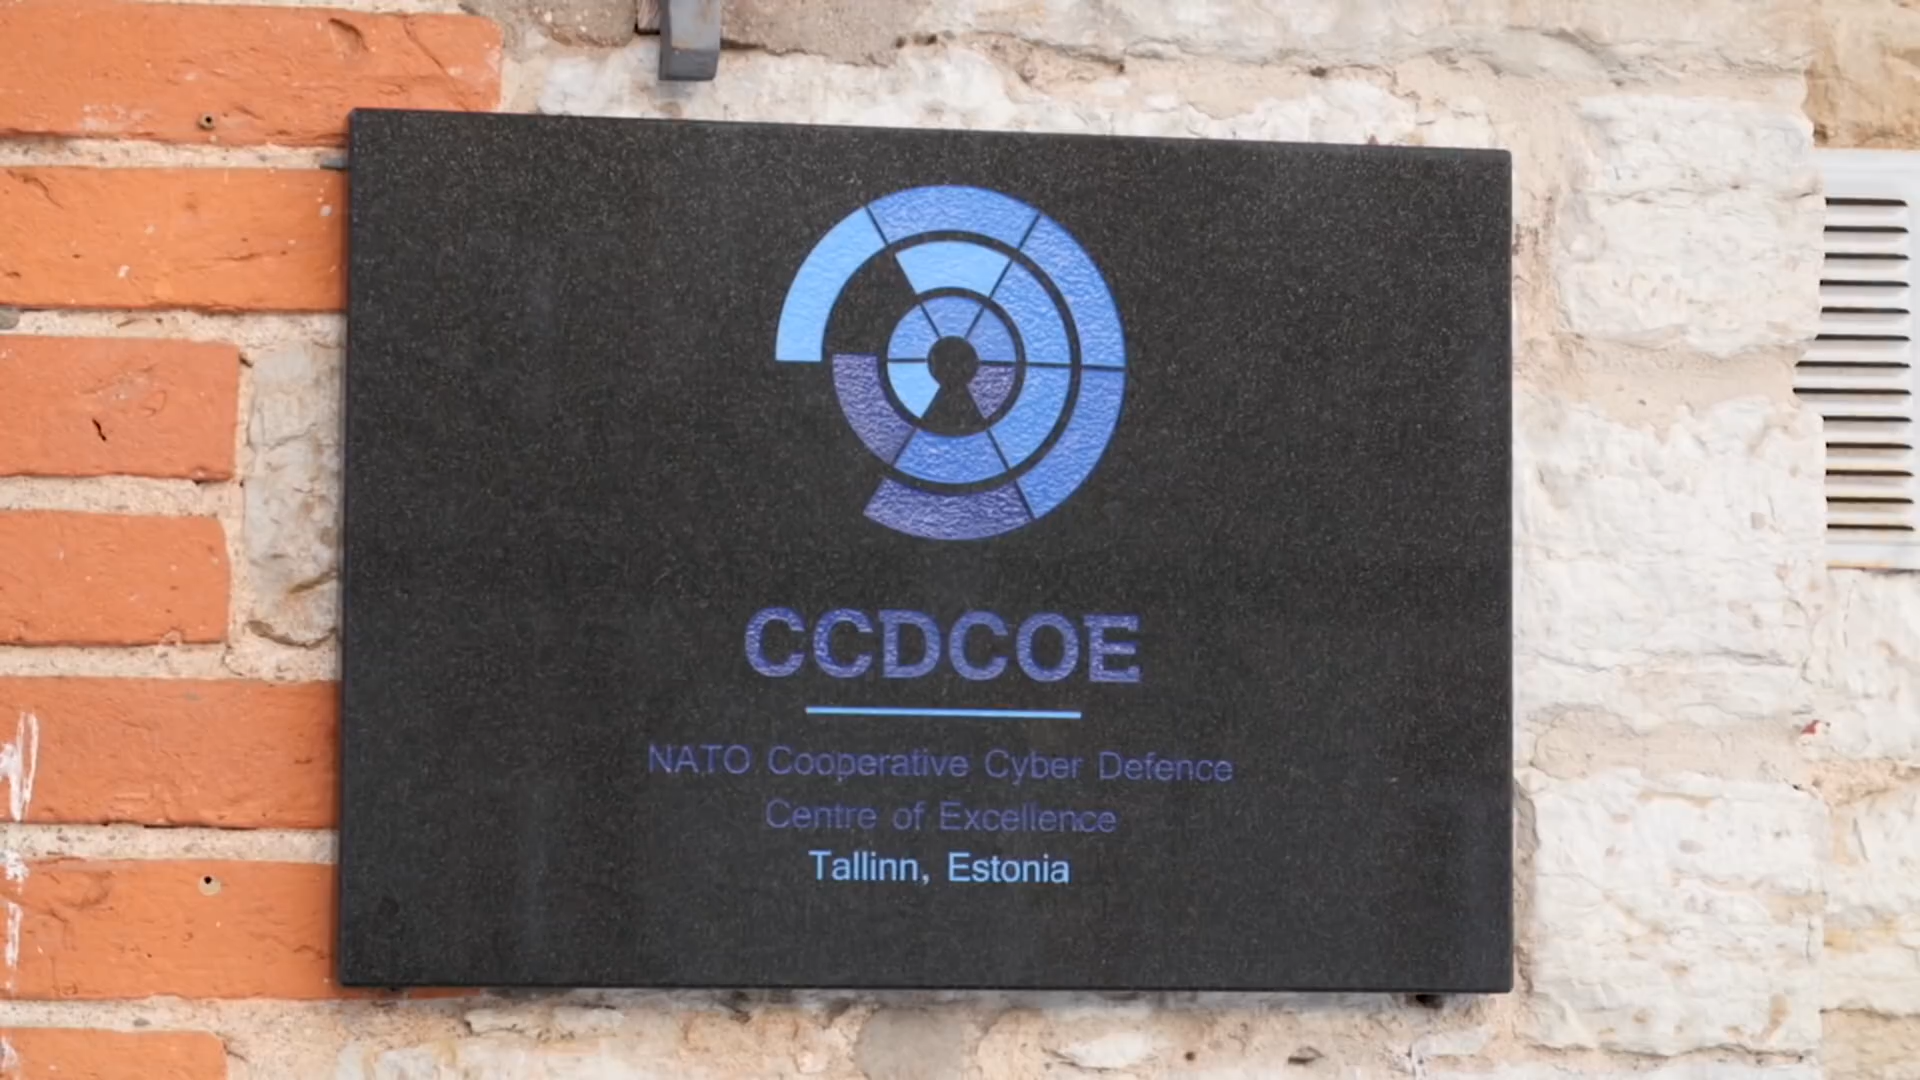 CCDCOE
NATO Cooperative Cyber Defence
Centre of Excellence
Tallinn, Estonia